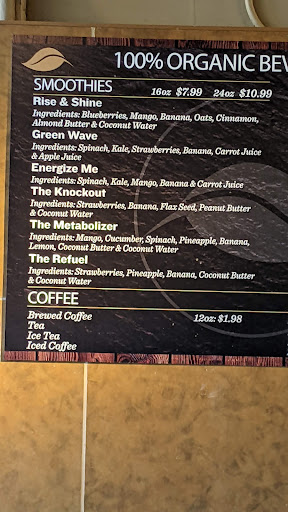 100% ORGANIC BEV
SMOOTHIES 16oz $7.99 24oz $10.99
Rise & Shine
Ingredients: Blueberries, Mango, Banana, Oats, Cinnamon,
Almond Butter & Coconut Water
Green Wave
Ingredients: Spinach, Kale, Strawberries, Banana, Carrot Juice
& Apple Juice
Energize Me
Ingredients: Spinach, Kale, Mango, Banana & Carrot Juice
The Knockout
Ingredients: Strawberries, Banana, Flax Seed, Peanut Butter
& Coconut Water
The Metabolizer
Ingredients: Mango, Cucumber, Spinach, Pineapple, Banana,
Lemon, Coconut Butter & Coconut Water
The Refuel
Ingredients: Strawberries, Pineapple, Banana, Coconut Butter
& Coconut Water
COFFEE
Brewed Coffee 12oz: $1.98
Tea
Ice Tea
Iced Coffee